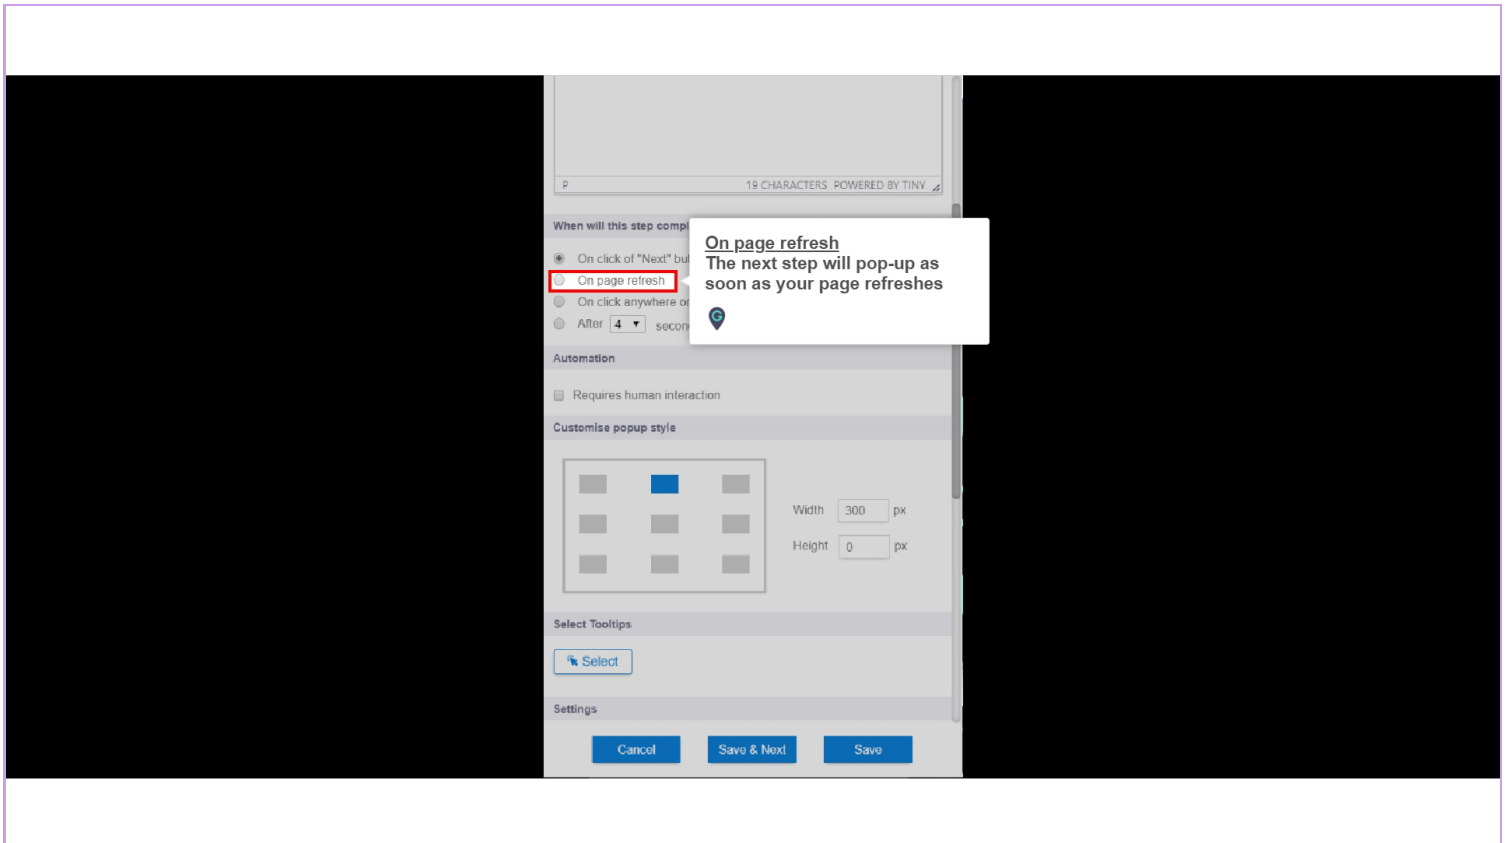 P 19 CHARACTERS POWERED BY TINY
When will this step compl
On click of "Next" but
On page refresh
On click anywhere or
After 4 secon
On page refresh
The next step will pop-up as
soon as your page refreshes
G
Automation
Requires human interaction
Customise popup style
Width 300 px
Height 0 px
Select Tooltips
Select
Settings
Cancel Save & Next Save